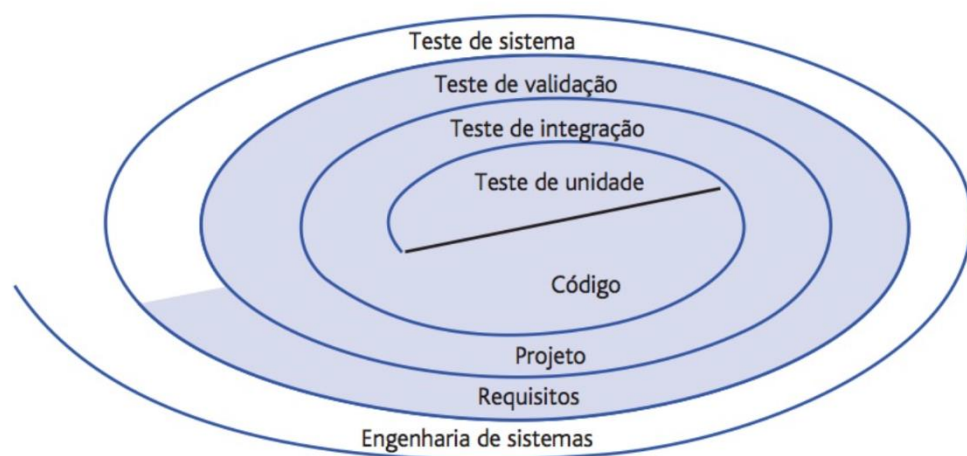 Teste de sistema
Teste de validação
Teste de integração
Teste de unidade
Código
Projeto
Requisitos
Engenharia de sistemas